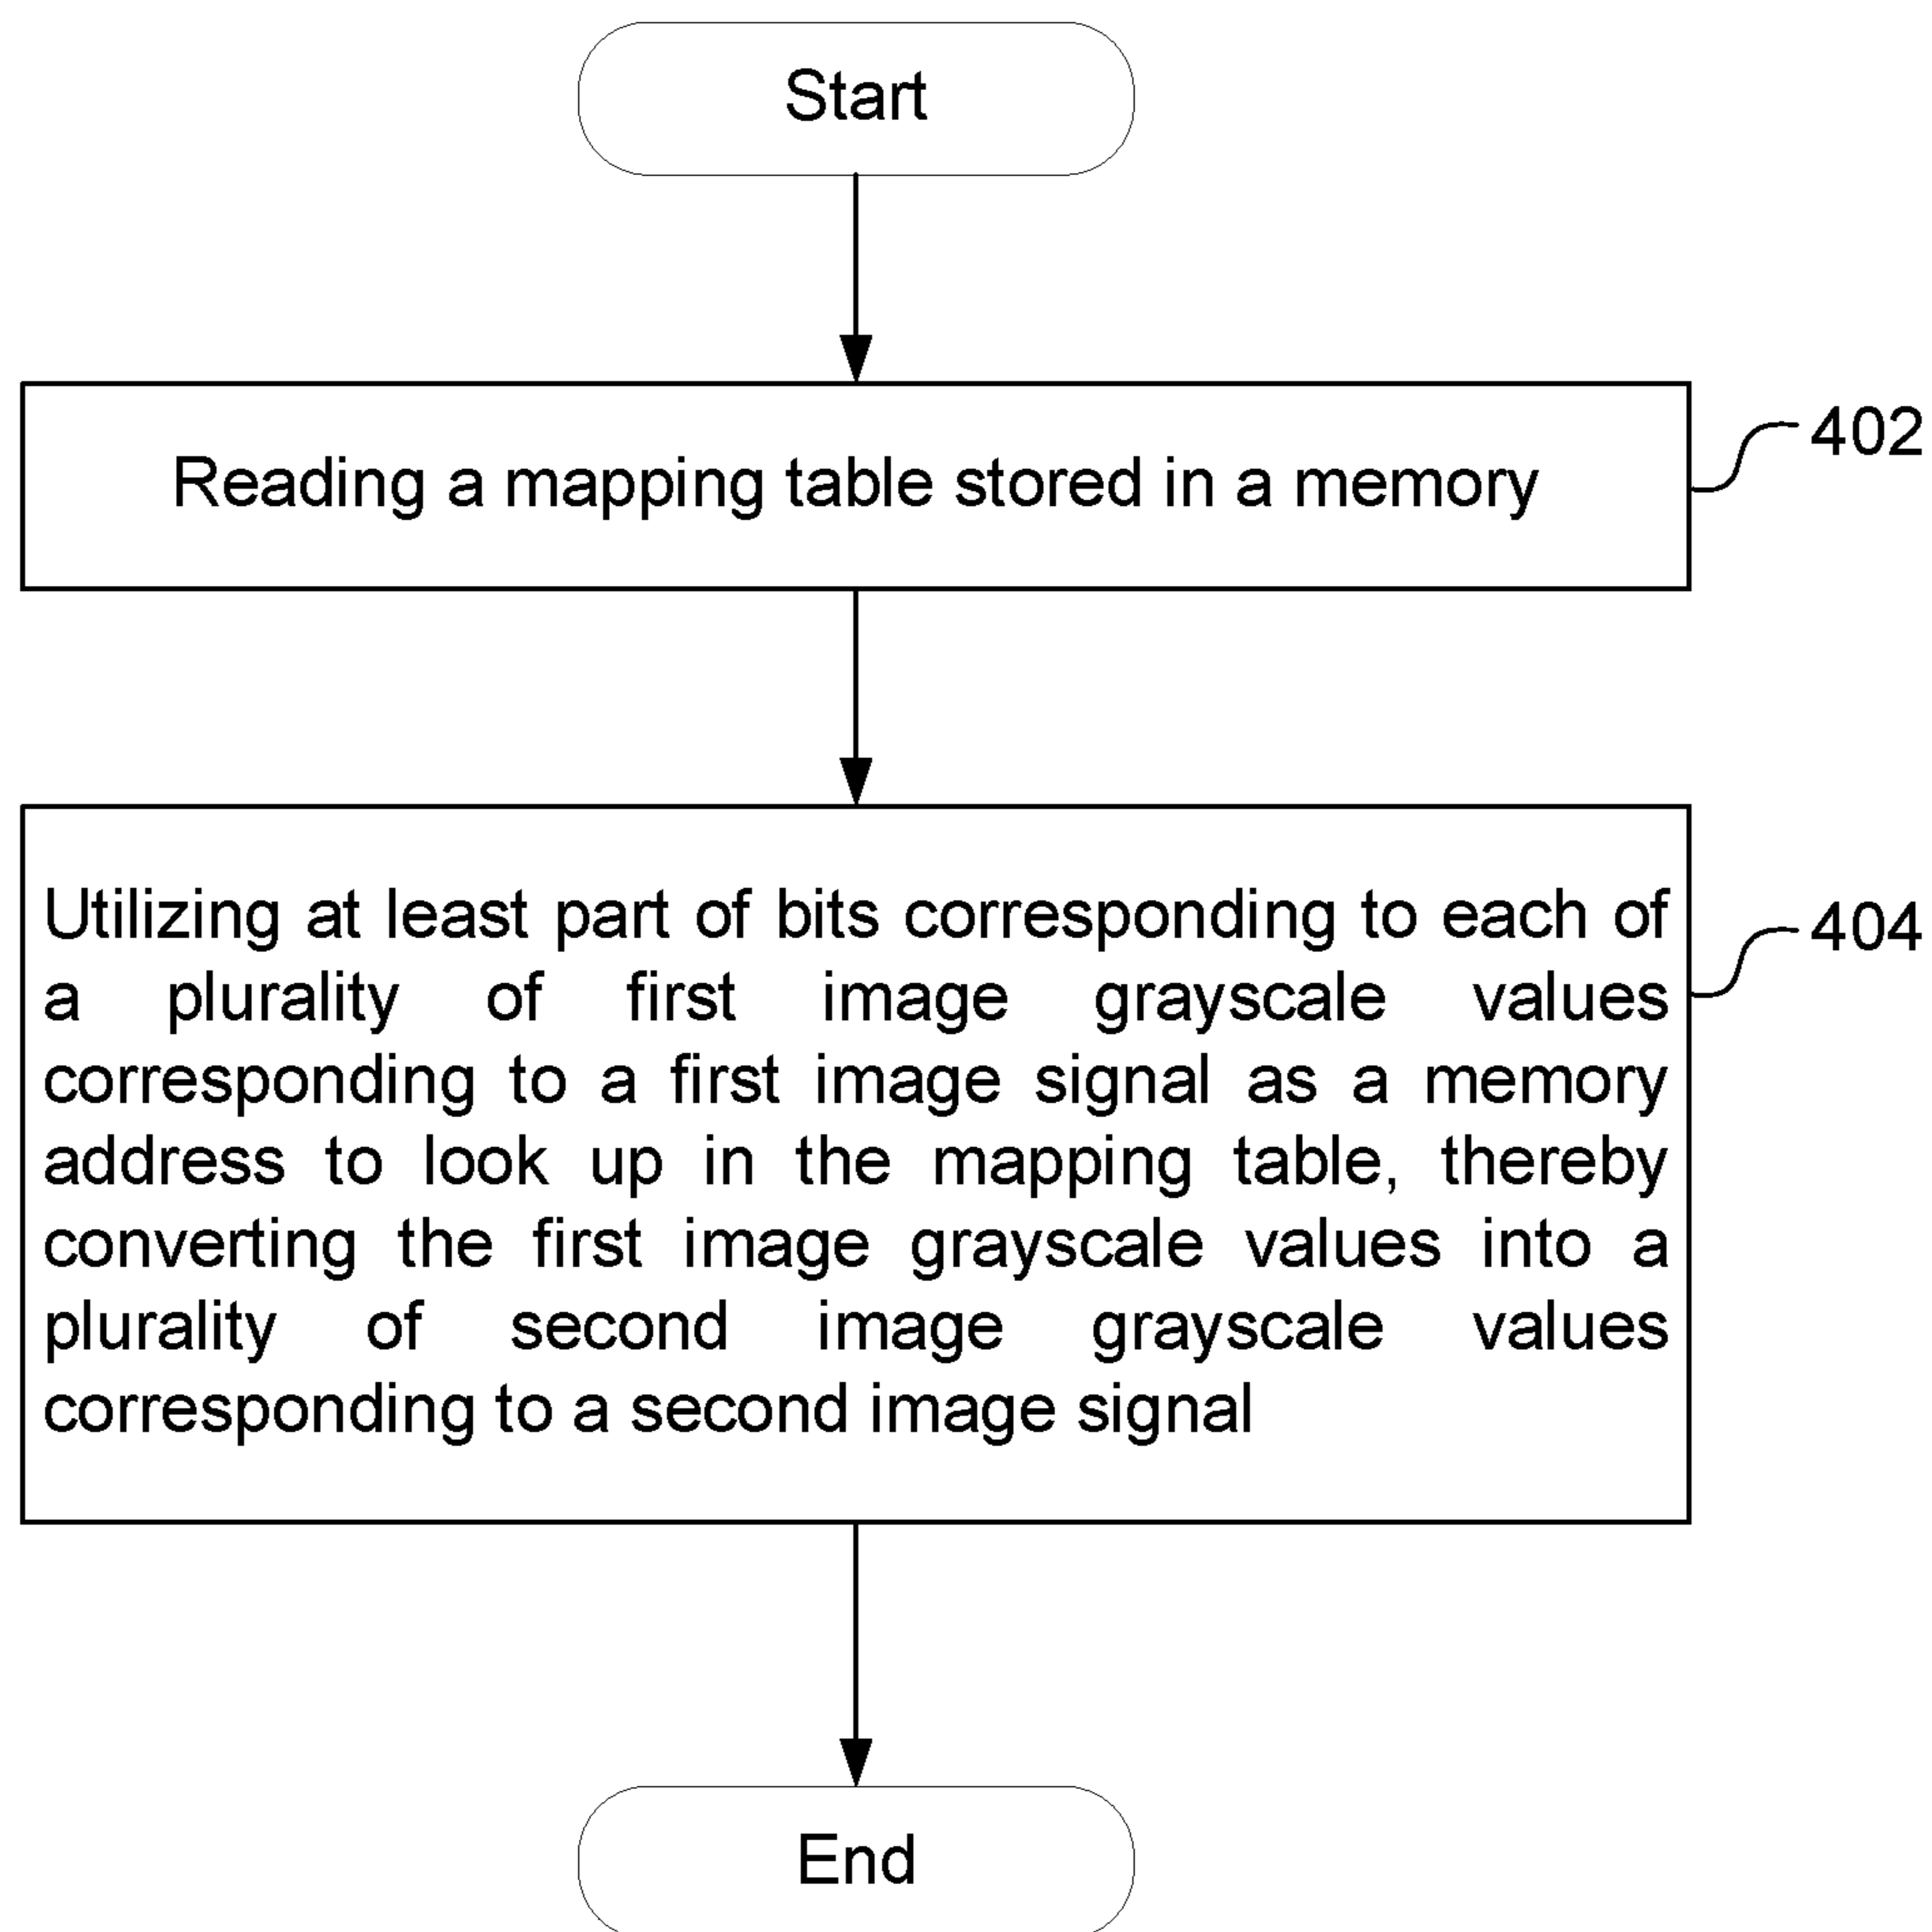 Start
Reading a mapping table stored in a memory
402
Utilizing at least part of bits corresponding to each of
a plurality of first image grayscale values
corresponding to a first image signal as a memory
address to look up in the mapping table, thereby
converting the first image grayscale values into a
plurality of second image grayscale values
corresponding to a second image signal
404
End